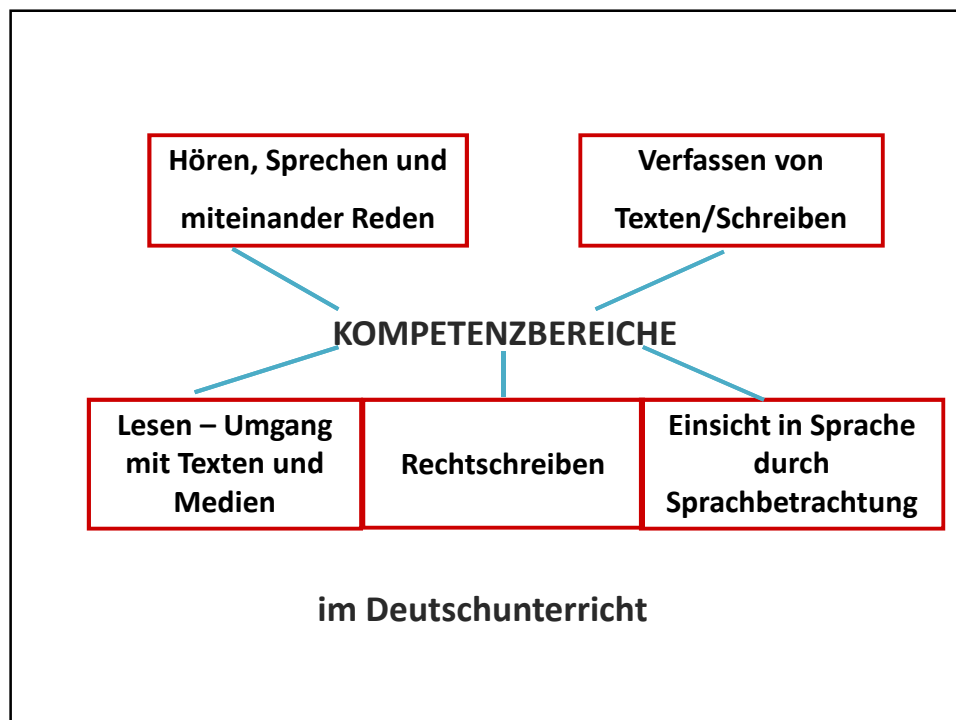 Hören, Sprechen und
miteinander Reden
Verfassen von
Texten/Schreiben
KOMPETENZBEREICHE
Lesen – Umgang
mit Texten und
Medien
Rechtschreiben
Einsicht in Sprache
durch
Sprachbetrachtung
im Deutschunterricht